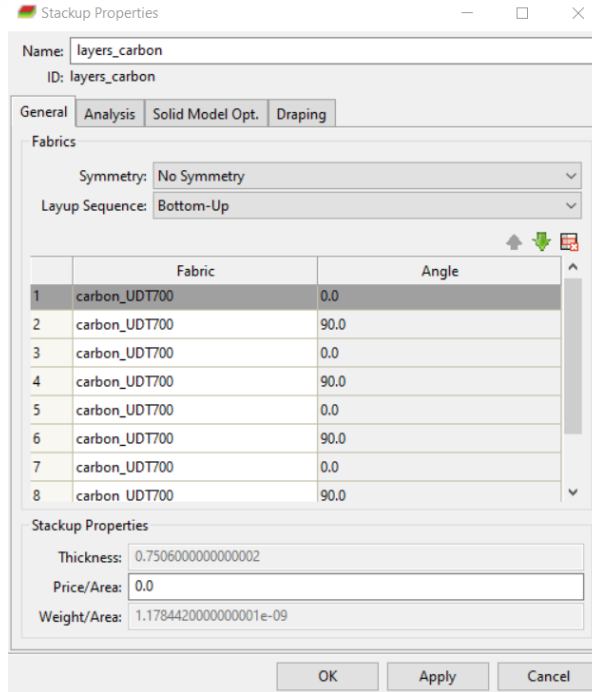 Stackup Properties
Name: layers_carbon
ID: layers_carbon
General Analysis Solid Model Opt. Draping
Fabrics
Symmetry: No Symmetry
Layup Sequence: Bottom-Up
Fabric Angle
1 carbon_UDT700 0.0
2 carbon_UDT700 90.0
3 carbon_UDT700 0.0
4 carbon_UDT700 90.0
5 carbon_UDT700 0.0
6 carbon_UDT700 90.0
7 carbon_UDT700 0.0
8 carbon_UDT700 90.0
Stackup Properties
Thickness: 0.7506000000000002
Price/Area: 0.0
Weight/Area: 1.1784420000000001e-09
OK Apply Cancel